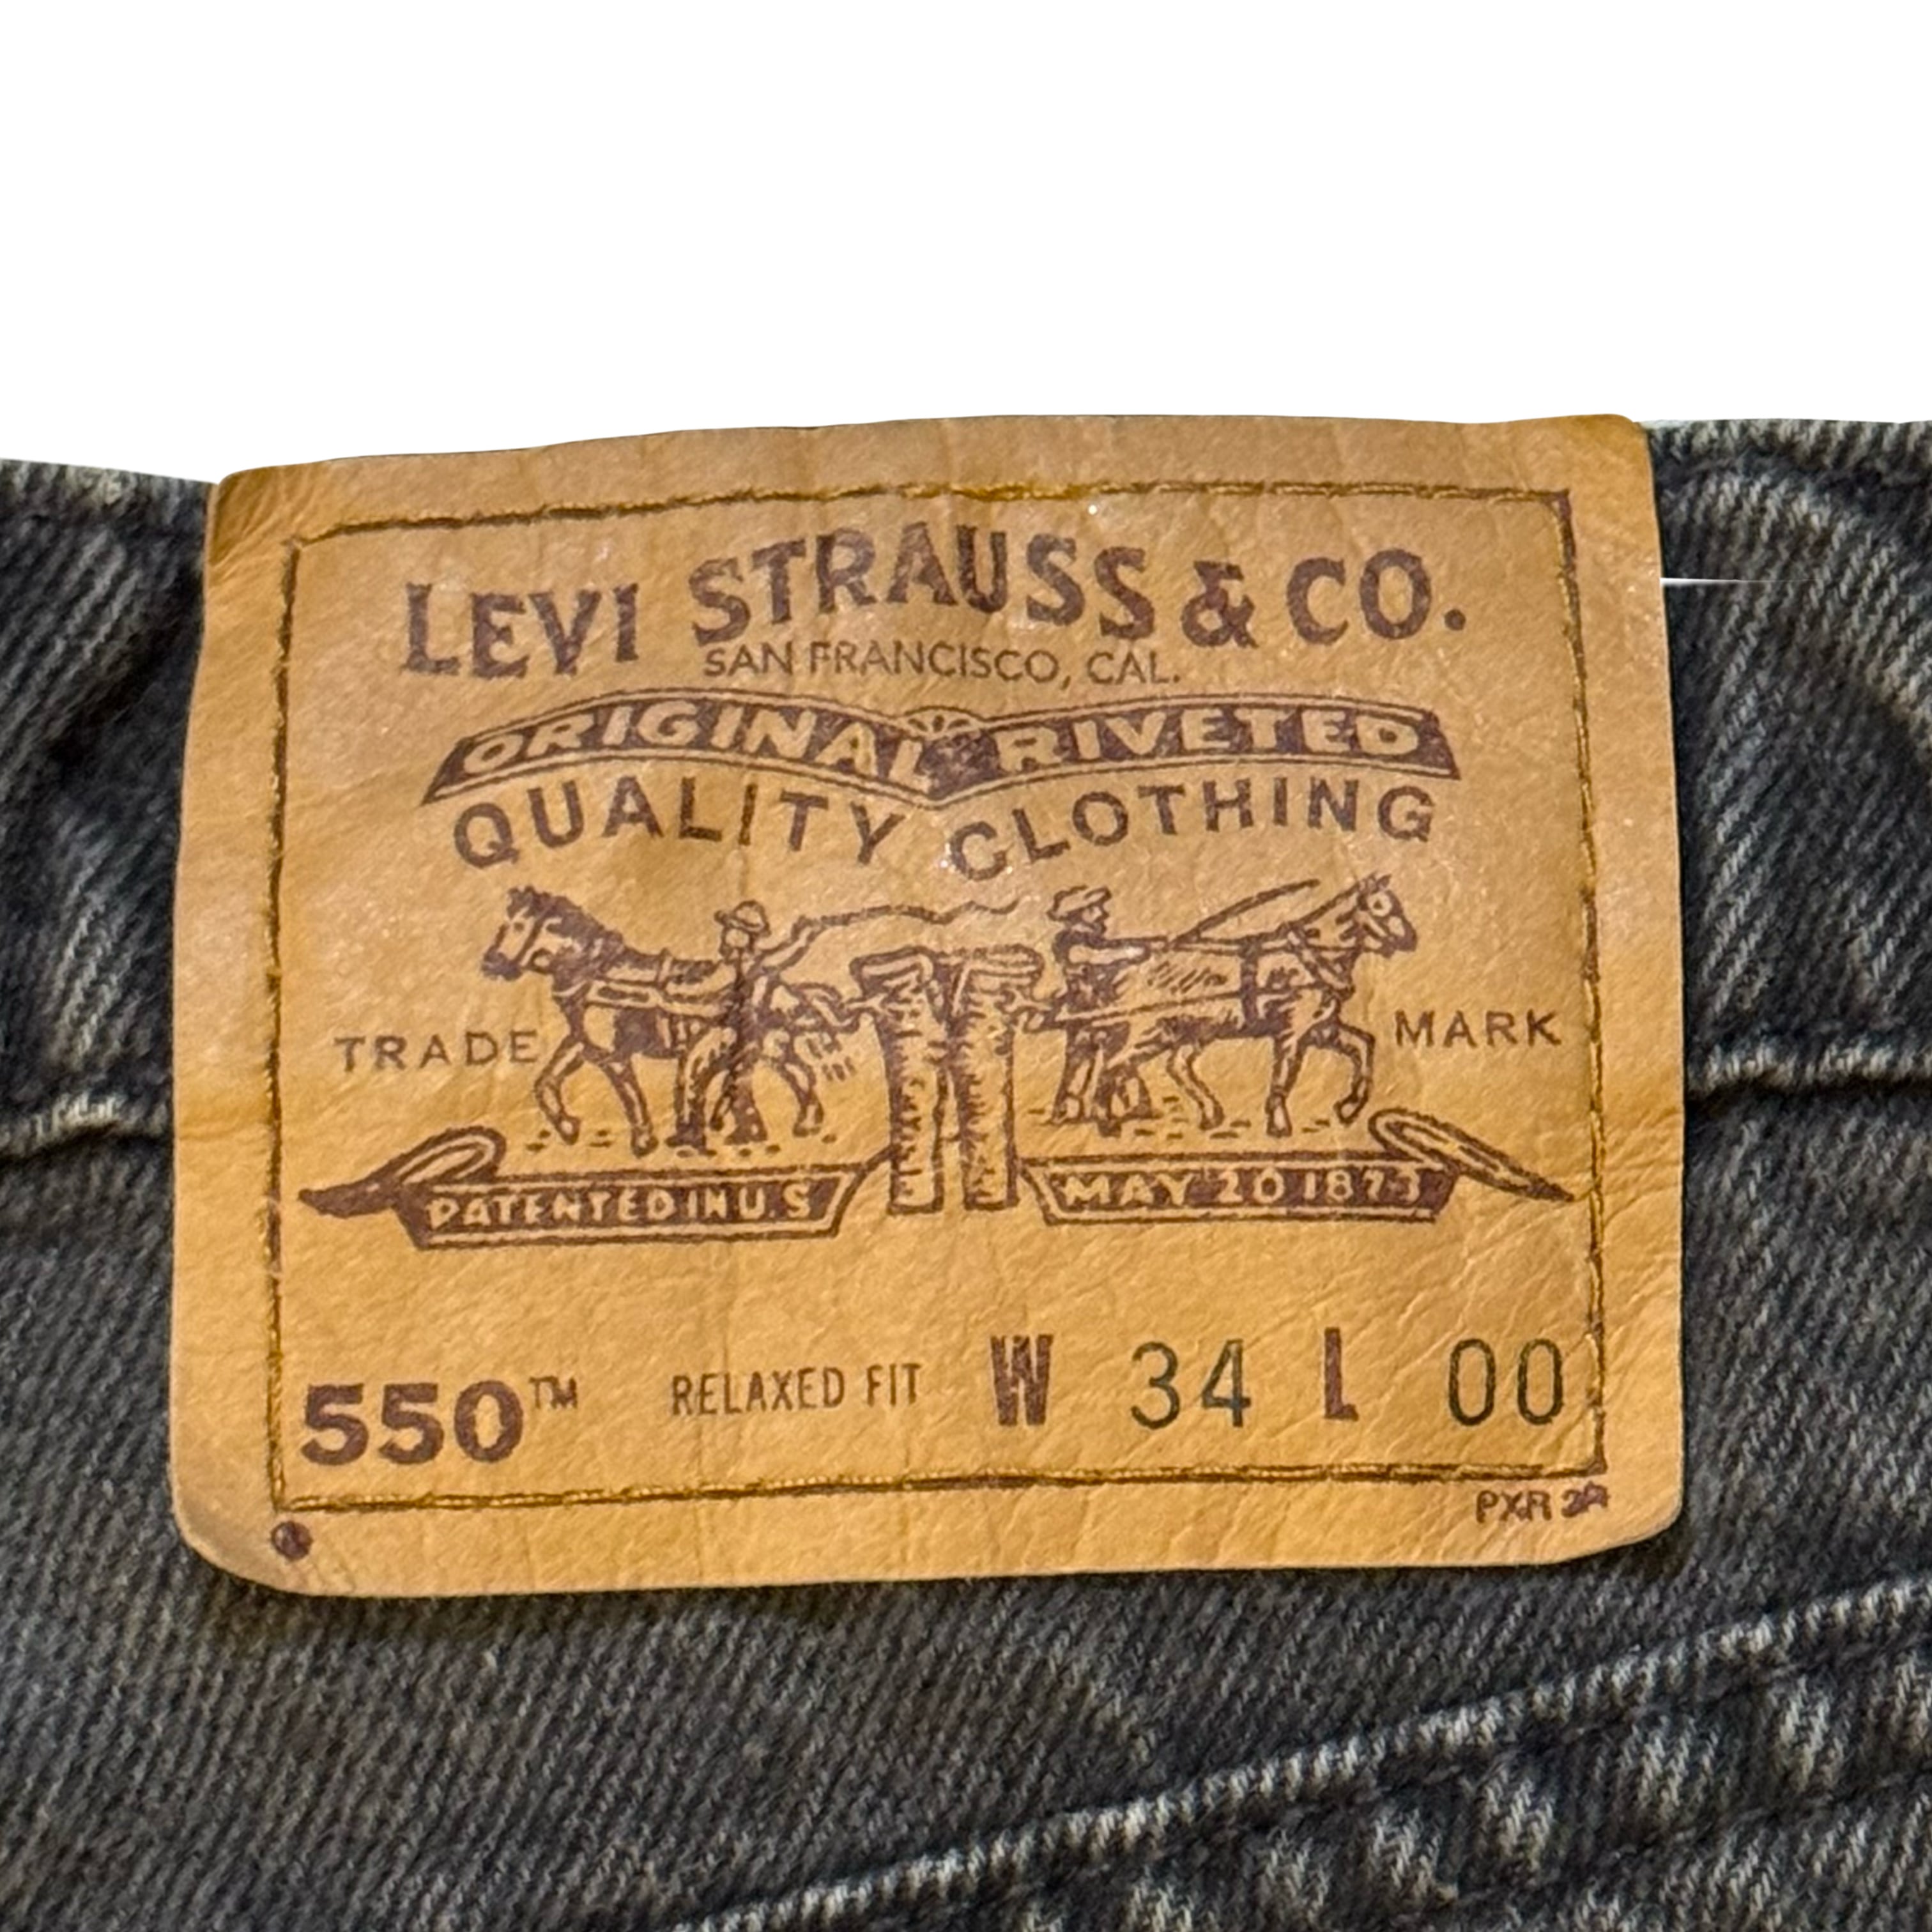 LEVI STRAUSS & CO.
SAN FRANCISCO, CAL.
ORIGINAL RIVETED
QUALITY CLOTHING
TRADE MARK
PATENTED IN U.S MAY 20 1873
550™ RELAXED FIT W 34 L 00
PXR